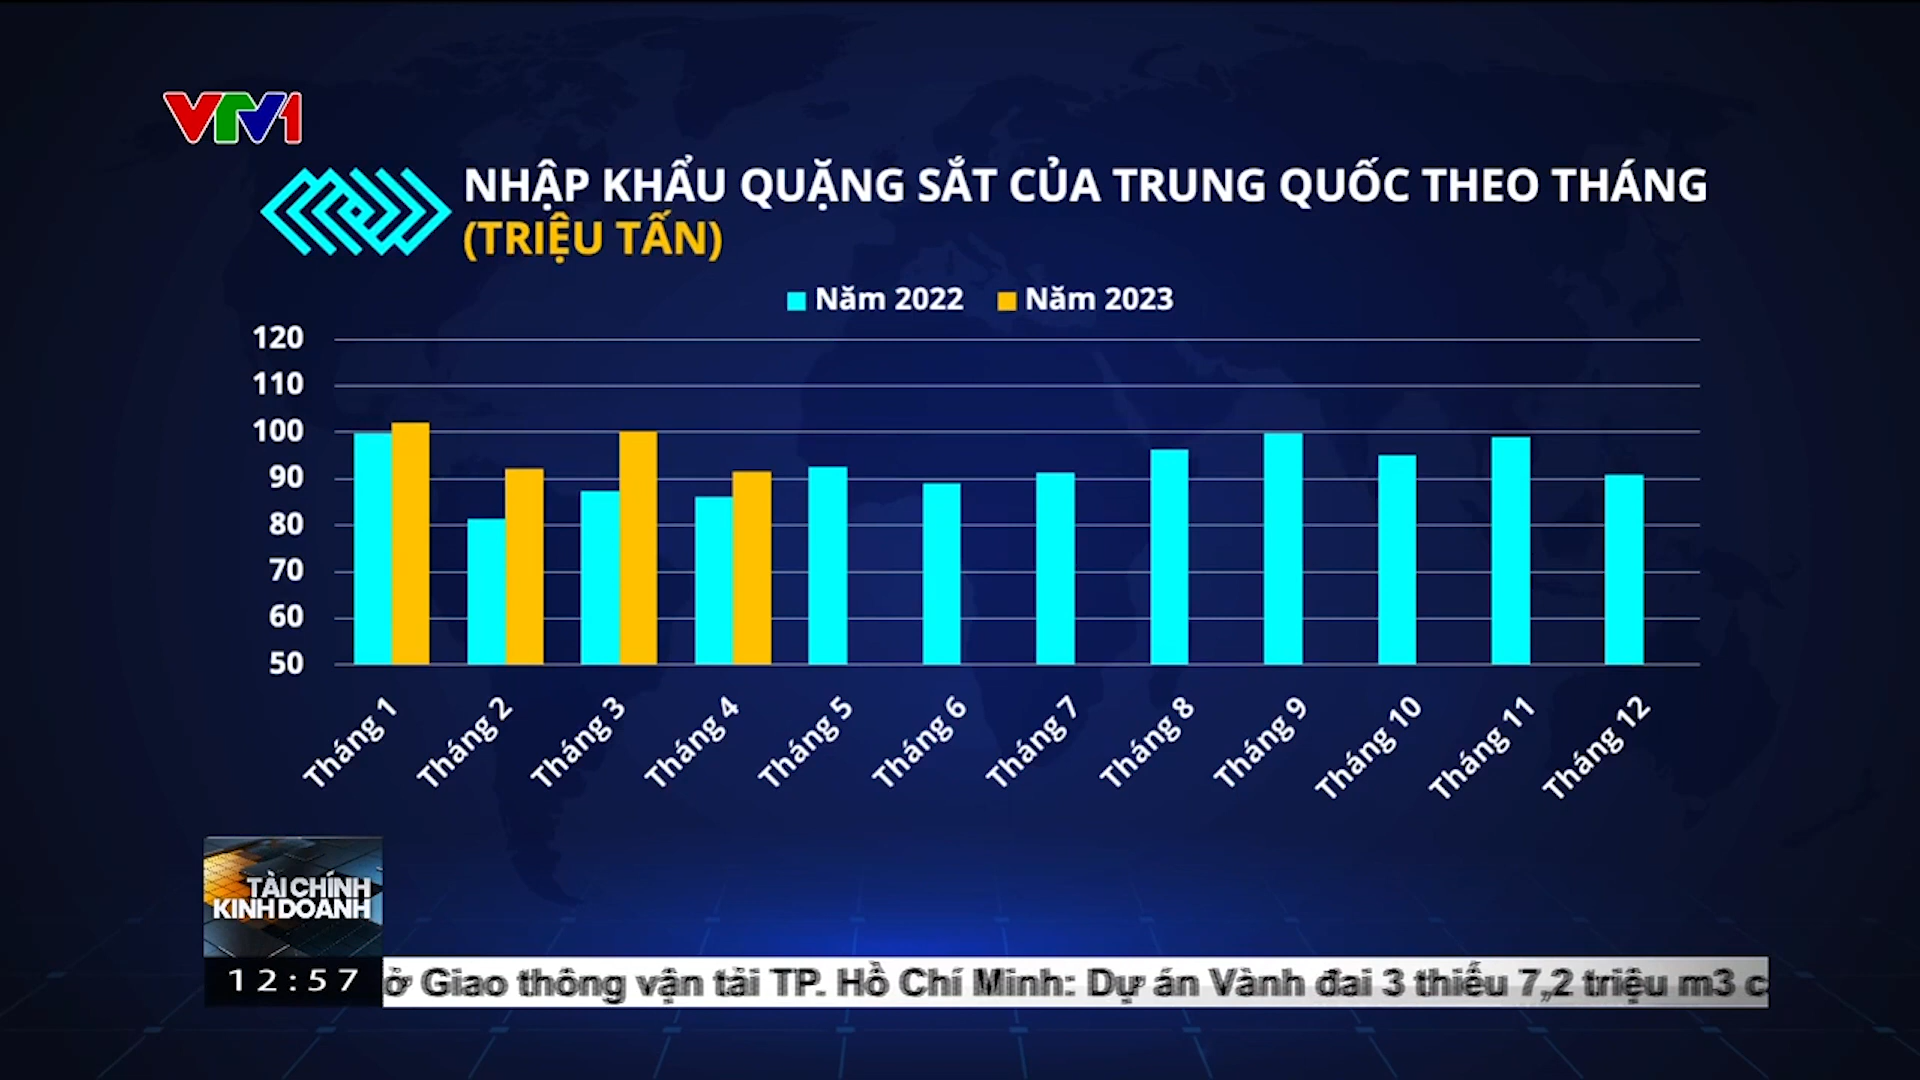 VTV1
NHẬP KHẨU QUẶNG SẮT CỦA TRUNG QUỐC THEO THÁNG
(TRIỆU TẤN)
Năm 2022 Năm 2023
120
110
100
90
80
70
60
50
Tháng 1 Tháng 2 Tháng 3 Tháng 4 Tháng 5 Tháng 6 Tháng 7 Tháng 8 Tháng 9 Tháng 10 Tháng 11 Tháng 12
TÀI CHÍNH
KINH DOANH
12:57 ở Giao thông vận tải TP. Hồ Chí Minh: Dự án Vành đai 3 thiếu 7,2 triệu m3 c